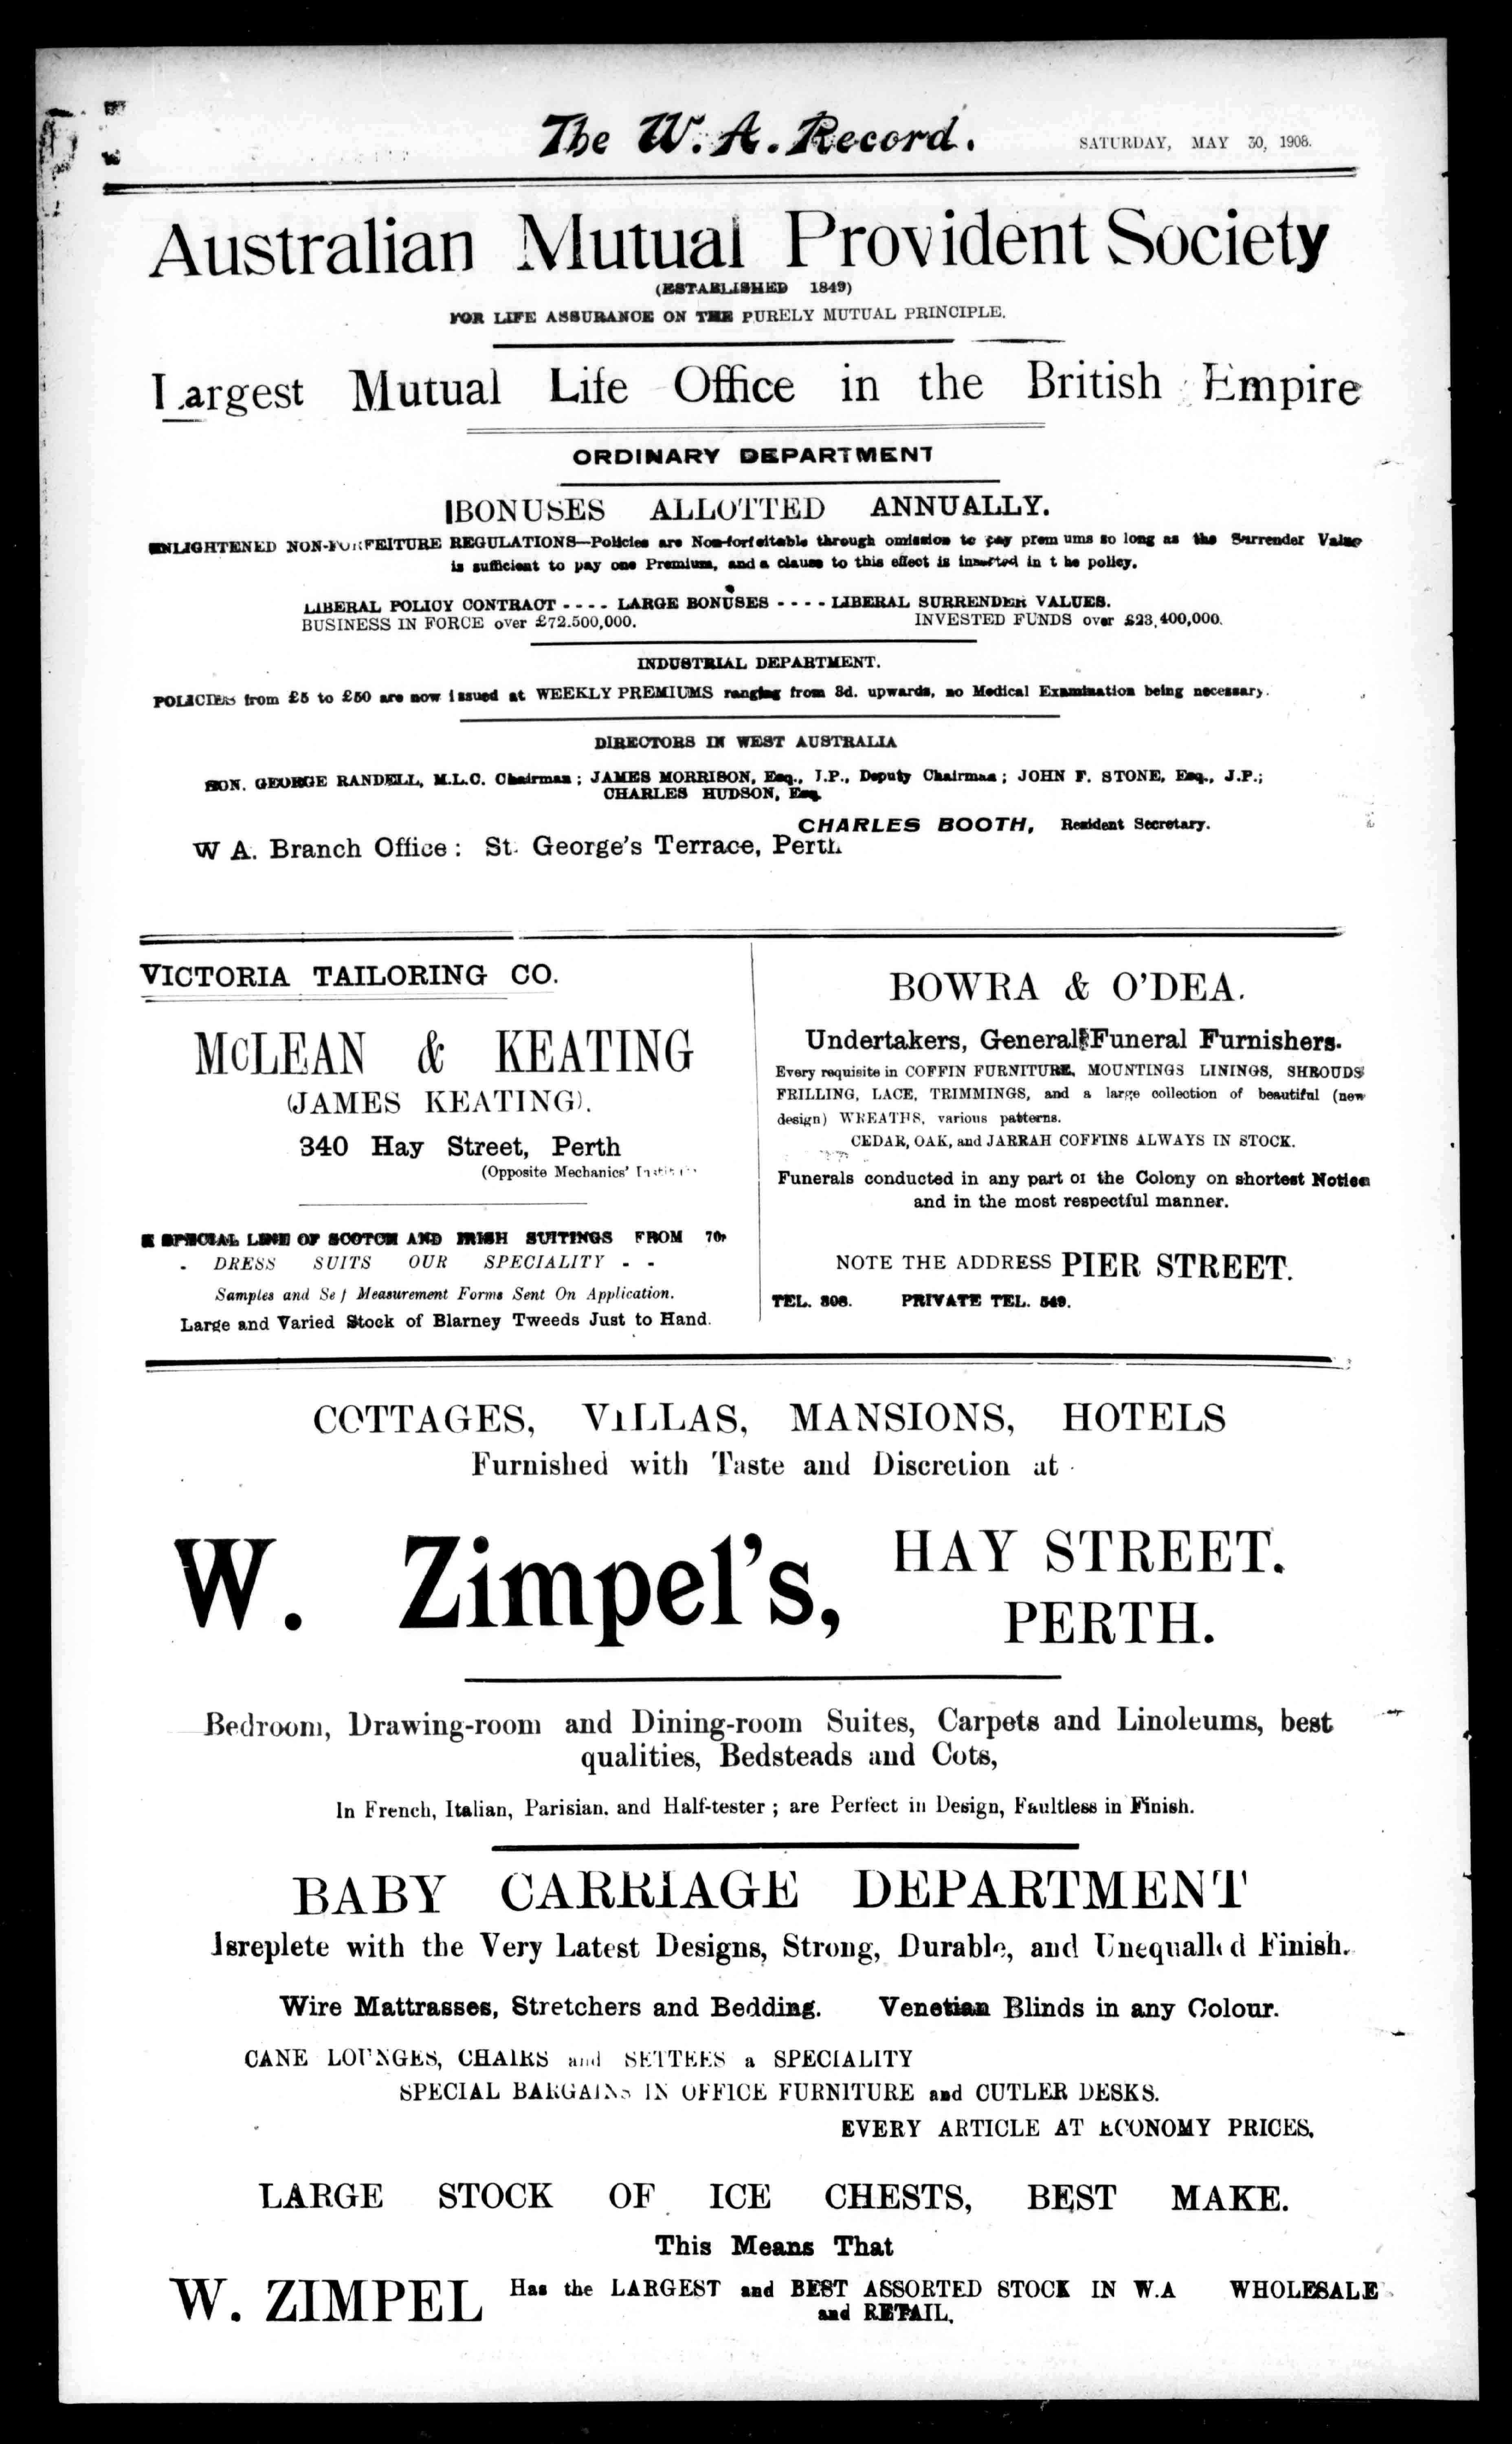 The W. A. Record.
SATURDAY, MAY 30, 1908.
Australian Mutual Provident Society
(ESTABLISHED 1849)
FOR LIFE ASSURANCE ON THE PURELY MUTUAL PRINCIPLE.
Largest Mutual Life Office in the British Empire
ORDINARY DEPARTMENT
BONUSES ALLOTTED ANNUALLY.
ENLIGHTENED NON-FORFEITURE REGULATIONS—Policies are Non-forfeitable through omission to pay prem ums so long as the Surrender Value
is sufficient to pay one Premium, and a clause to this effect is inserted in t he policy.
LIBERAL POLICY CONTRACT - - - - LARGE BONUSES - - - - LIBERAL SURRENDER VALUES.
BUSINESS IN FORCE over £72.500,000. INVESTED FUNDS over £23,400,000.
INDUSTRIAL DEPARTMENT.
POLICIES from £5 to £50 are now issued at WEEKLY PREMIUMS ranging from 3d. upwards, no Medical Examination being necessary.
DIRECTORS IN WEST AUSTRALIA
HON. GEORGE RANDELL, M.L.C. Chairman ; JAMES MORRISON, Esq., J.P., Deputy Chairman ; JOHN F. STONE, Esq., J.P.;
CHARLES HUDSON, Esq.
CHARLES BOOTH, Resident Secretary.
W A. Branch Office : St. George's Terrace, Perth
VICTORIA TAILORING CO.
McLEAN & KEATING
(JAMES KEATING).
340 Hay Street, Perth
(Opposite Mechanics'
SPECIAL LINE OF SCOTCH AND IRISH SUITINGS FROM 70s
- DRESS SUITS OUR SPECIALITY - -
Samples and Se f Measurement Forms Sent On Application.
Large and Varied Stock of Blarney Tweeds Just to Hand.
BOWRA & O'DEA.
Undertakers, General Funeral Furnishers.
Every requisite in COFFIN FURNITURE, MOUNTINGS LININGS, SHROUDS
FRILLING, LACE, TRIMMINGS, and a large collection of beautiful (new
design) WREATHS, various patterns.
CEDAR, OAK, and JARRAH COFFINS ALWAYS IN STOCK.
Funerals conducted in any part of the Colony on shortest Notice
and in the most respectful manner.
NOTE THE ADDRESS PIER STREET.
TEL. 808. PRIVATE TEL. 549.
COTTAGES, VILLAS, MANSIONS, HOTELS
Furnished with Taste and Discretion at
W. Zimpel's, HAY STREET.
PERTH.
Bedroom, Drawing-room and Dining-room Suites, Carpets and Linoleums, best
qualities, Bedsteads and Cots,
In French, Italian, Parisian. and Half-tester ; are Perfect in Design, Faultless in Finish.
BABY CARRIAGE DEPARTMENT
Isreplete with the Very Latest Designs, Strong, Durable, and Unequalled Finish.
Wire Mattrasses, Stretchers and Bedding. Venetian Blinds in any Colour.
CANE LOUNGES, CHAIRS and SETTEES a SPECIALITY
SPECIAL BARGAINS IN OFFICE FURNITURE and CUTLER DESKS.
EVERY ARTICLE AT ECONOMY PRICES.
LARGE STOCK OF ICE CHESTS, BEST MAKE.
This Means That
W. ZIMPEL Has the LARGEST and BEST ASSORTED STOCK IN W.A WHOLESALE
and RETAIL.